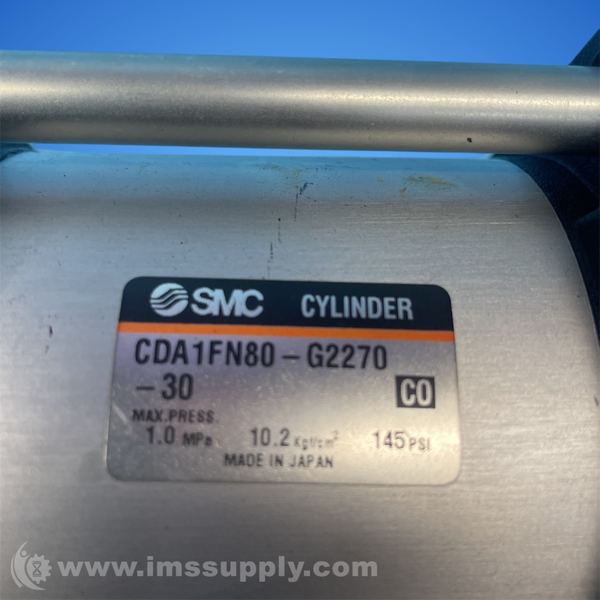 SMC CYLINDER
CDA1FN80-G2270
-30
CO
MAX.PRESS.
1.0 MPa 10.2 Kgf/cm² 145 PSI
MADE IN JAPAN
www.imssupply.com